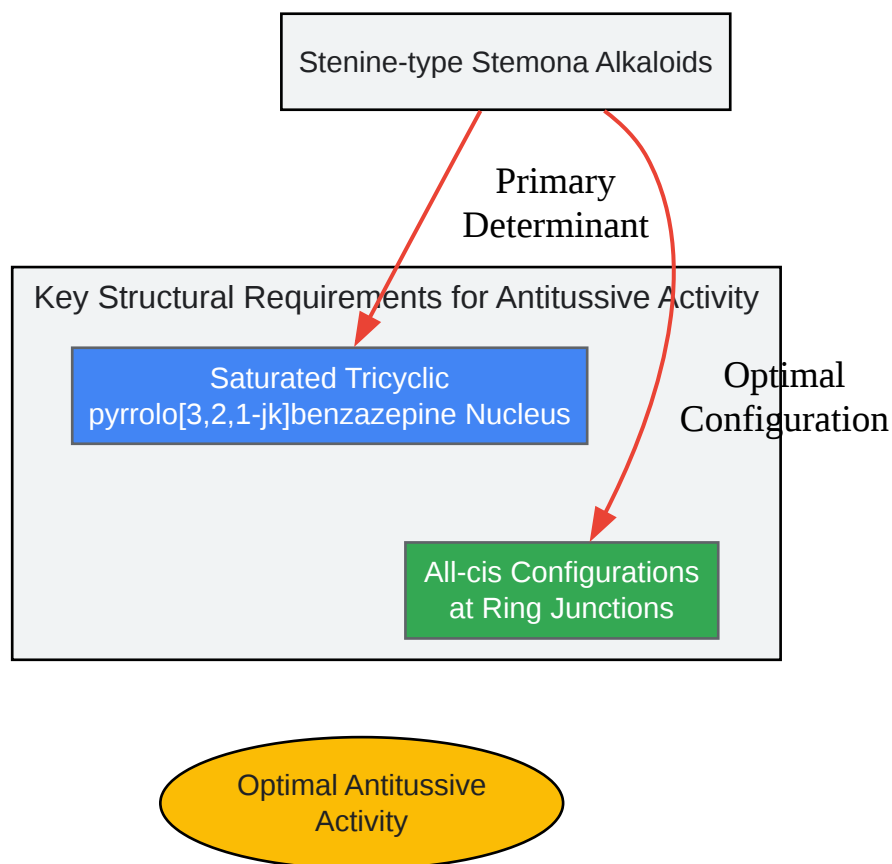 Stenine-type Stemona Alkaloids
Primary
Determinant
Key Structural Requirements for Antitussive Activity
Saturated Tricyclic
pyrrolo[3,2,1-jk]benzazepine Nucleus
Optimal
Configuration
All-cis Configurations
at Ring Junctions
Optimal Antitussive
Activity